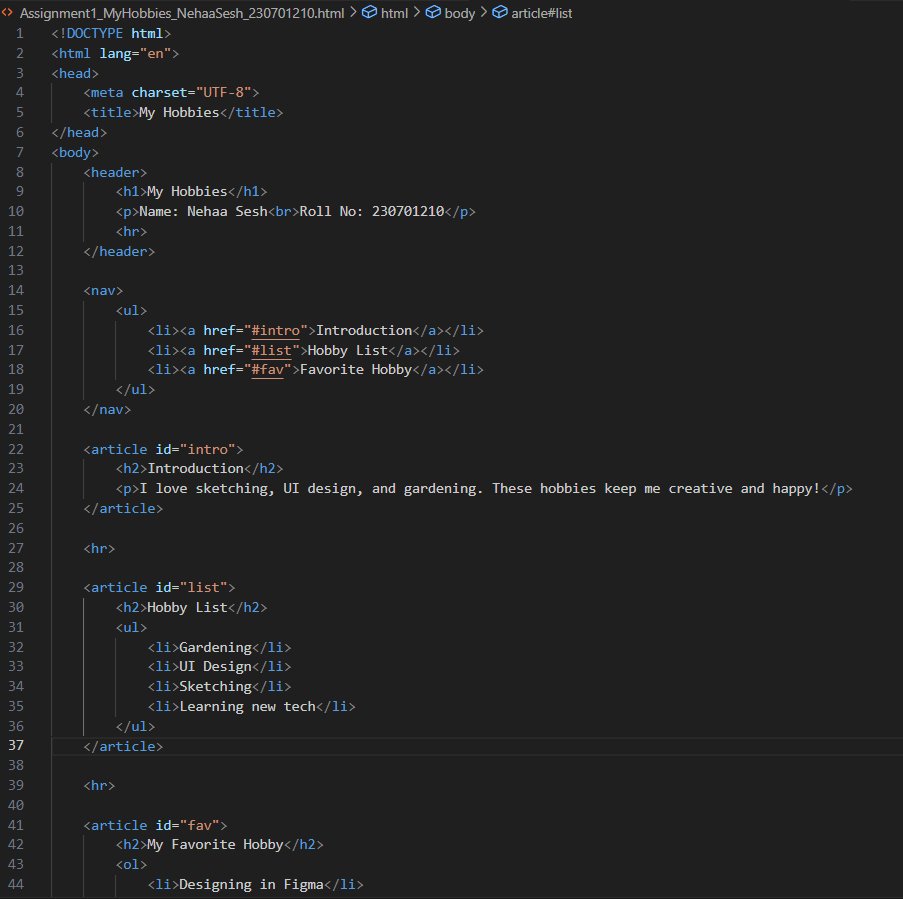 Assignment1_MyHobbies_NehaaSesh_230701210.html > html > body > article#list
1 <!DOCTYPE html>
2 <html lang="en">
3 <head>
4     <meta charset="UTF-8">
5     <title>My Hobbies</title>
6 </head>
7 <body>
8     <header>
9         <h1>My Hobbies</h1>
10         <p>Name: Nehaa Sesh<br>Roll No: 230701210</p>
11         <hr>
12     </header>
13
14     <nav>
15         <ul>
16             <li><a href="#intro">Introduction</a></li>
17             <li><a href="#list">Hobby List</a></li>
18             <li><a href="#fav">Favorite Hobby</a></li>
19         </ul>
20     </nav>
21
22     <article id="intro">
23         <h2>Introduction</h2>
24         <p>I love sketching, UI design, and gardening. These hobbies keep me creative and happy!</p>
25     </article>
26
27     <hr>
28
29     <article id="list">
30         <h2>Hobby List</h2>
31         <ul>
32             <li>Gardening</li>
33             <li>UI Design</li>
34             <li>Sketching</li>
35             <li>Learning new tech</li>
36         </ul>
37     </article>
38
39     <hr>
40
41     <article id="fav">
42         <h2>My Favorite Hobby</h2>
43         <ol>
44             <li>Designing in Figma</li>